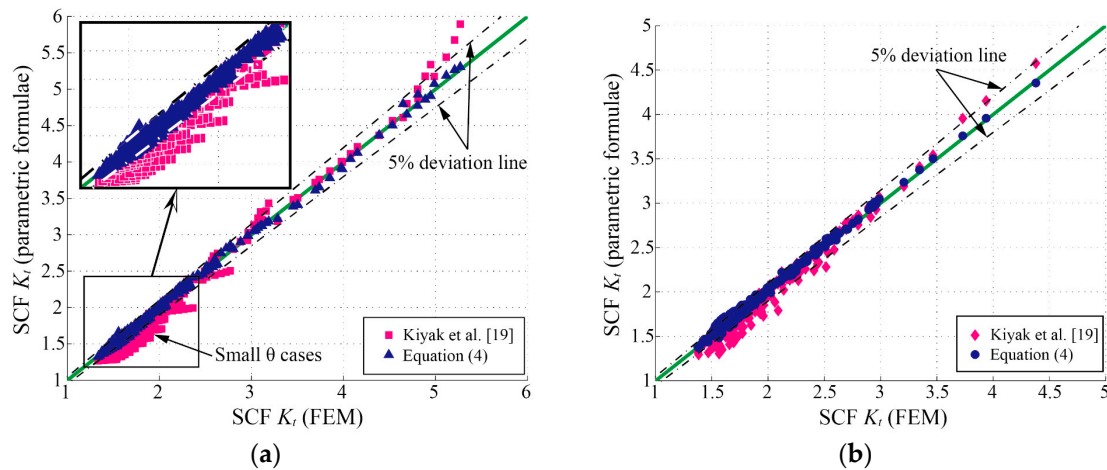 SCF Kt (parametric formulae)
6
5.5
5
4.5
4
3.5
3
2.5
2
1.5
1
1
2
3
4
5
6
5% deviation line
Small θ cases
Kiyak et al. [19]
Equation (4)
SCF Kt (FEM)
(a)
SCF Kt (parametric formulae)
5
4.5
4
3.5
3
2.5
2
1.5
1
1
1.5
2
2.5
3
3.5
4
4.5
5
5% deviation line
Kiyak et al. [19]
Equation (4)
SCF Kt (FEM)
(b)